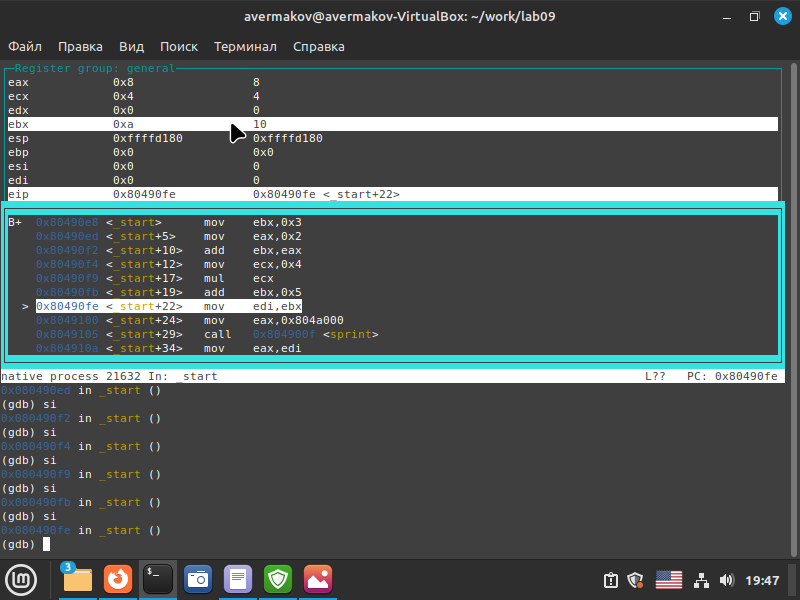 avermakov@avermakov-VirtualBox: ~/work/lab09
Файл Правка Вид Поиск Терминал Справка
Register group: general
eax 0x8 8
ecx 0x4 4
edx 0x0 0
ebx 0xa 10
esp 0xffffd180 0xffffd180
ebp 0x0 0x0
esi 0x0 0
edi 0x0 0
eip 0x80490fe 0x80490fe <_start+22>
B+ 0x80490e8 <_start> mov ebx,0x3
0x80490ed <_start+5> mov eax,0x2
0x80490f2 <_start+10> add ebx,eax
0x80490f4 <_start+12> mov ecx,0x4
0x80490f9 <_start+17> mul ecx
0x80490fb <_start+19> add ebx,0x5
> 0x80490fe <_start+22> mov edi,ebx
0x8049100 <_start+24> mov eax,0x804a000
0x8049105 <_start+29> call 0x804900f <sprint>
0x804910a <_start+34> mov eax,edi
native process 21632 In: _start L?? PC: 0x80490fe
0x080490ed in _start ()
(gdb) si
0x080490f2 in _start ()
(gdb) si
0x080490f4 in _start ()
(gdb) si
0x080490f9 in _start ()
(gdb) si
0x080490fb in _start ()
(gdb) si
0x080490fe in _start ()
(gdb)
3
$_
19:47